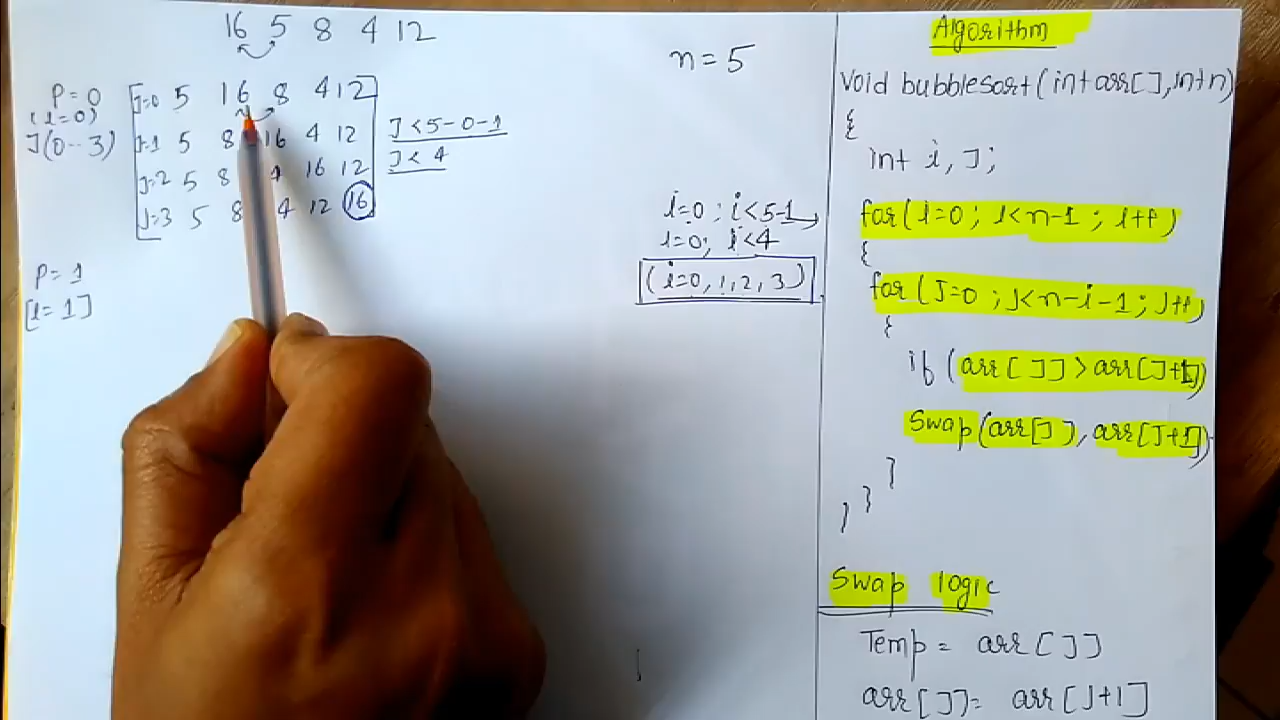 16 5 8 4 12
n = 5
P = 0
(i=0)
J(0--3)
J=0 5 16 8 4 12
J=1 5 8 16 4 12
J=2 5 8 4 16 12
J=3 5 8 4 12 16
J<5-0-1
J<4
P = 1
[i = 1]
i=0 ; i<5-1
i=0; i<4
(i=0, 1, 2, 3)
Algorithm
void bubbleSort(int arr[], int n)
{
int i, J;
for(i=0; i<n-1 ; i++)
{
for(J=0 ; J<n-i-1; J++)
{
if (arr[J]>arr[J+1])
Swap(arr[J], arr[J+1])
}
}
}
Swap logic
Temp = arr[J]
arr[J]= arr[J+1]